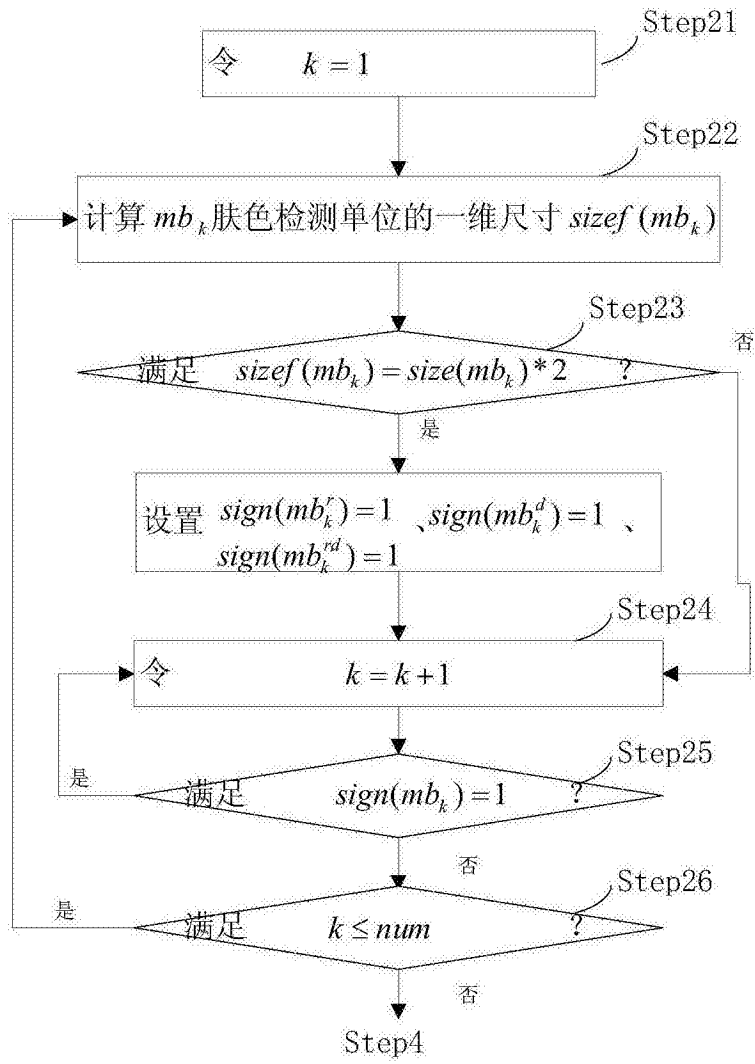 Step21
令 k = 1
Step22
计算 mb_k 肤色检测单位的一维尺寸 sizef(mb_k)
Step23
否
满足 sizef(mb_k) = size(mb_k)*2 ?
是
设置 sign(mb_k^r) = 1 、sign(mb_k^d) = 1 、
sign(mb_k^{rd}) = 1
Step24
令 k = k + 1
Step25
是
满足 sign(mb_k) = 1 ?
否
Step26
是
满足 k ≤ num ?
否
Step4